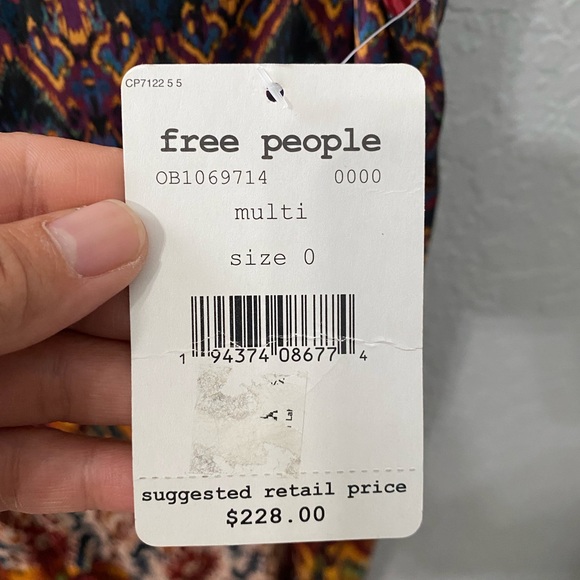 CP7122 5 5
free people
OB1069714 0000
multi
size 0
1 94374 08677 4
suggested retail price
$228.00